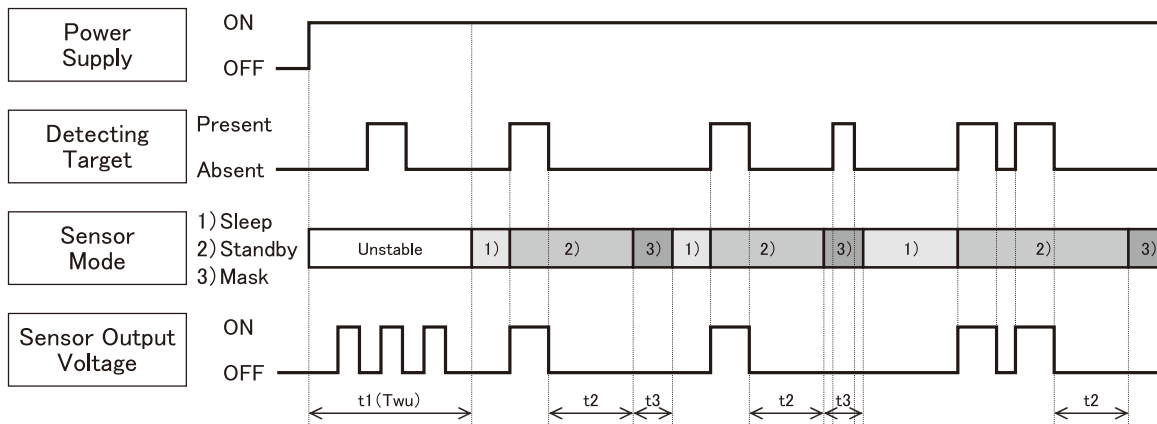 Power
Supply
ON
OFF
Detecting
Target
Present
Absent
Sensor
Mode
1) Sleep
2) Standby
3) Mask
Unstable 1) 2) 3) 1) 2) 3) 1) 2) 3)
Sensor Output
Voltage
ON
OFF
t1(Twu) t2 t3 t2 t3 t2